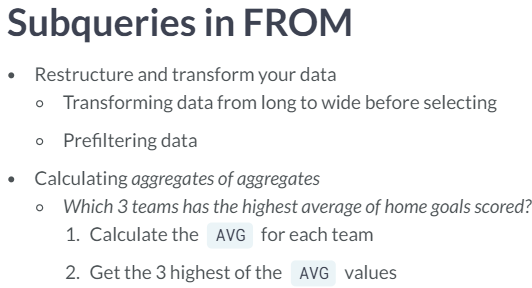 Subqueries in FROM
• Restructure and transform your data
○ Transforming data from long to wide before selecting
○ Prefiltering data
• Calculating aggregates of aggregates
○ Which 3 teams has the highest average of home goals scored?
1. Calculate the AVG for each team
2. Get the 3 highest of the AVG values